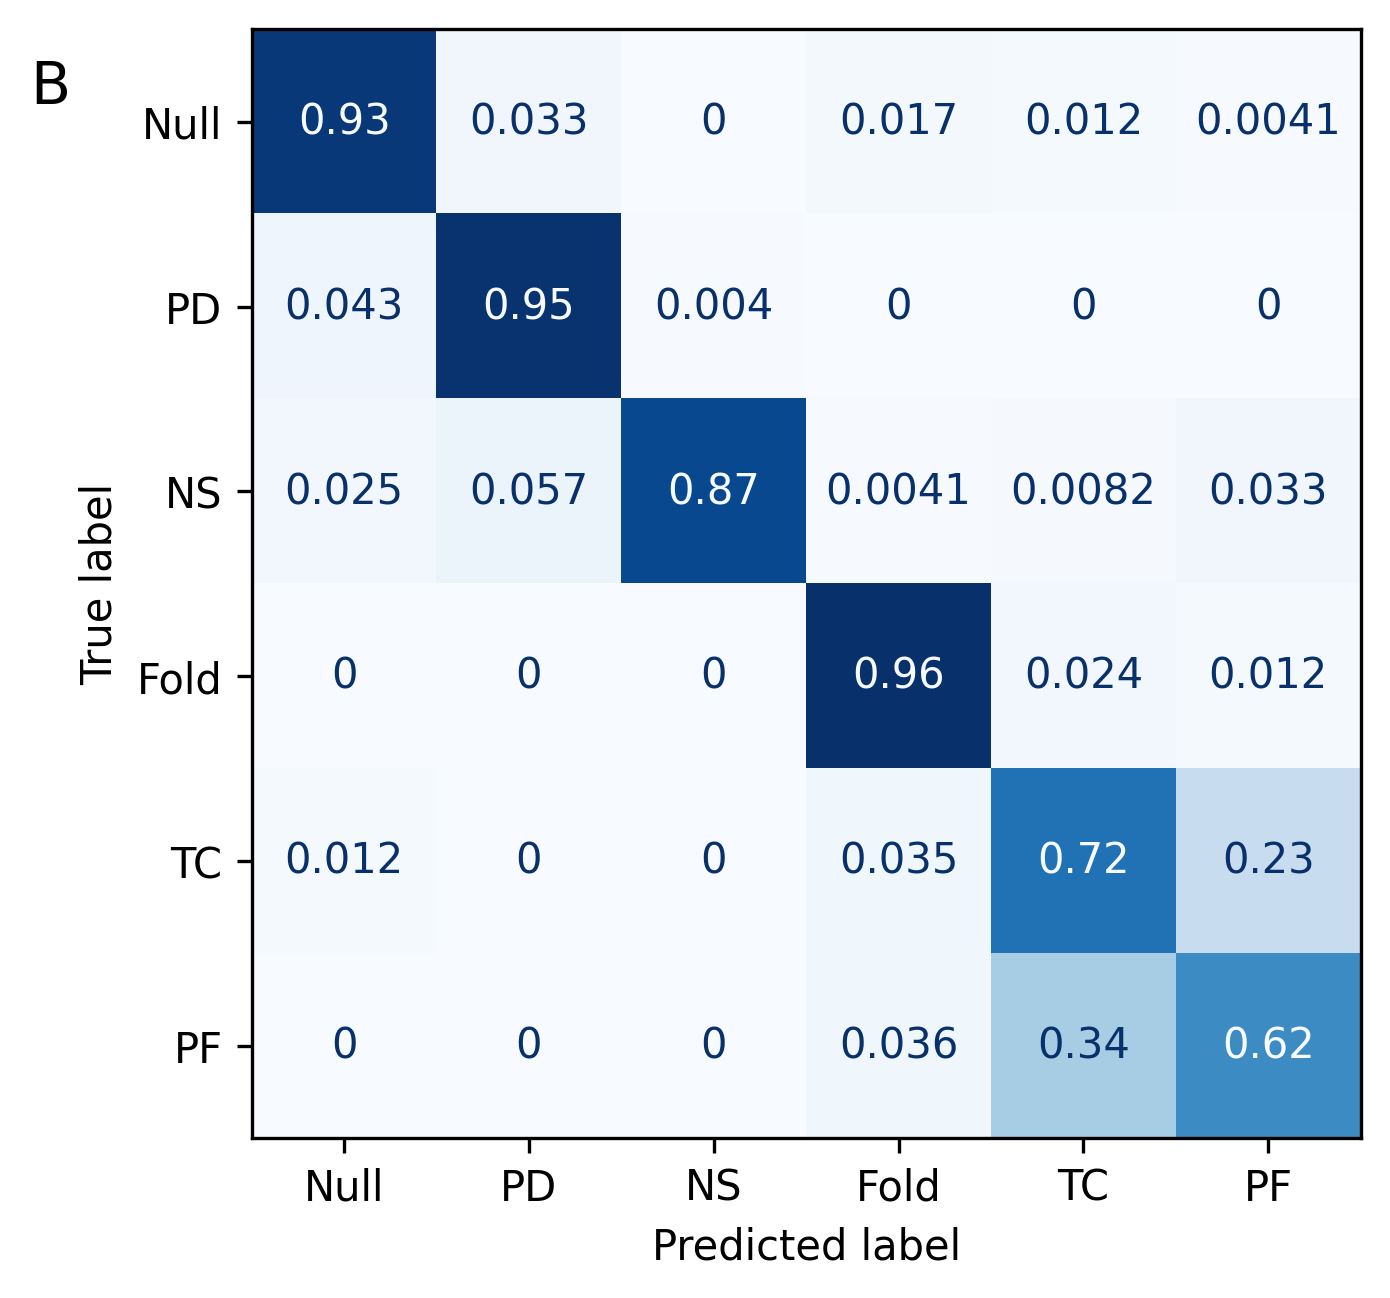 B
Null 0.93 0.033 0 0.017 0.012 0.0041
PD 0.043 0.95 0.004 0 0 0
NS 0.025 0.057 0.87 0.0041 0.0082 0.033
Fold 0 0 0 0.96 0.024 0.012
TC 0.012 0 0 0.035 0.72 0.23
PF 0 0 0 0.036 0.34 0.62
True label
Null PD NS Fold TC PF
Predicted label